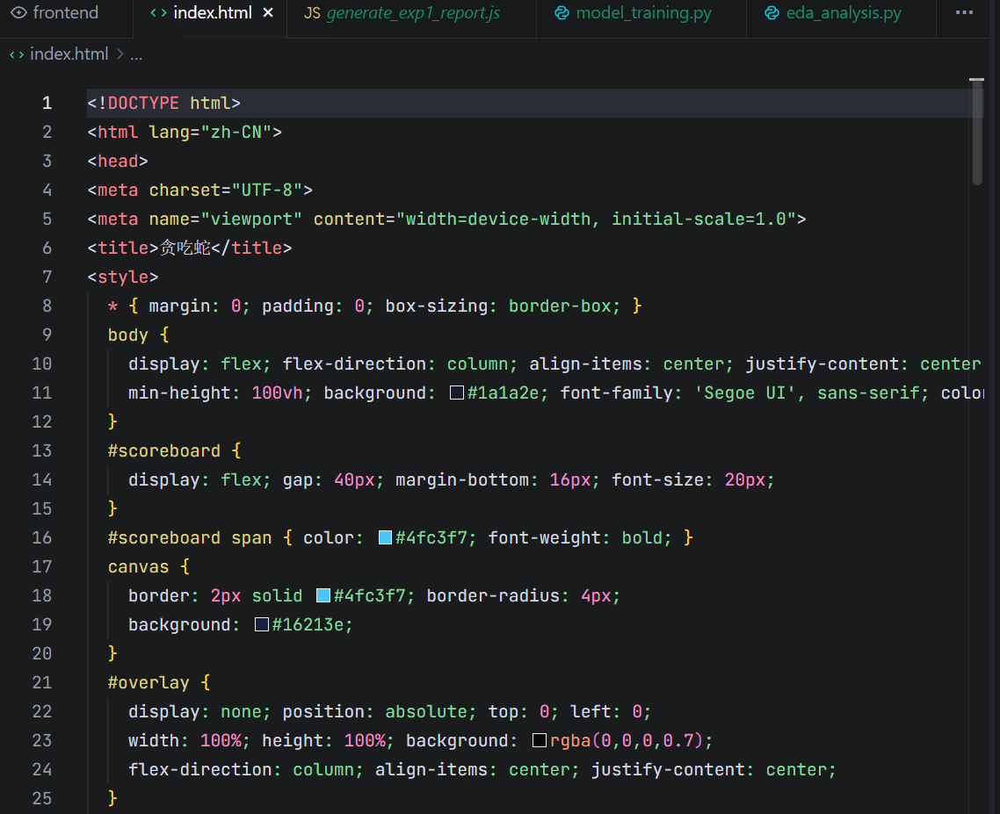 frontend
index.html
JS generate_exp1_report.js
model_training.py
eda_analysis.py
...
index.html > ...
1 <!DOCTYPE html>
2 <html lang="zh-CN">
3 <head>
4 <meta charset="UTF-8">
5 <meta name="viewport" content="width=device-width, initial-scale=1.0">
6 <title>贪吃蛇</title>
7 <style>
8 * { margin: 0; padding: 0; box-sizing: border-box; }
9 body {
10 display: flex; flex-direction: column; align-items: center; justify-content: center
11 min-height: 100vh; background: #1a1a2e; font-family: 'Segoe UI', sans-serif; colo
12 }
13 #scoreboard {
14 display: flex; gap: 40px; margin-bottom: 16px; font-size: 20px;
15 }
16 #scoreboard span { color: #4fc3f7; font-weight: bold; }
17 canvas {
18 border: 2px solid #4fc3f7; border-radius: 4px;
19 background: #16213e;
20 }
21 #overlay {
22 display: none; position: absolute; top: 0; left: 0;
23 width: 100%; height: 100%; background: rgba(0,0,0,0.7);
24 flex-direction: column; align-items: center; justify-content: center;
25 }